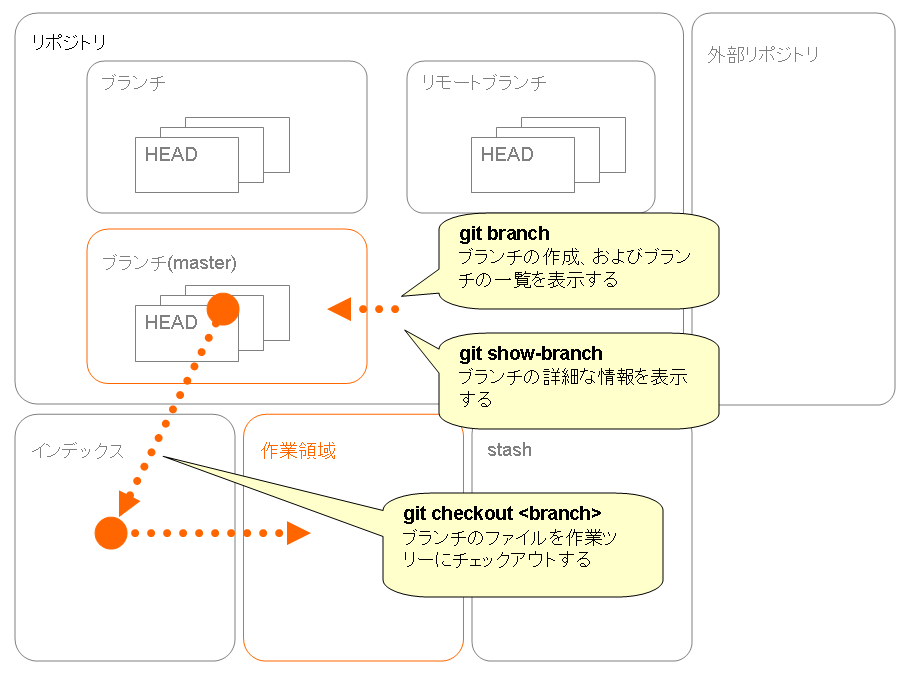 リポジトリ
外部リポジトリ
ブランチ
リモートブランチ
HEAD
HEAD
git branch
ブランチの作成、およびブラン
チの一覧を表示する
ブランチ(master)
HEAD
git show-branch
ブランチの詳細な情報を表示
する
インデックス
作業領域
stash
git checkout <branch>
ブランチのファイルを作業ツ
リーにチェックアウトする